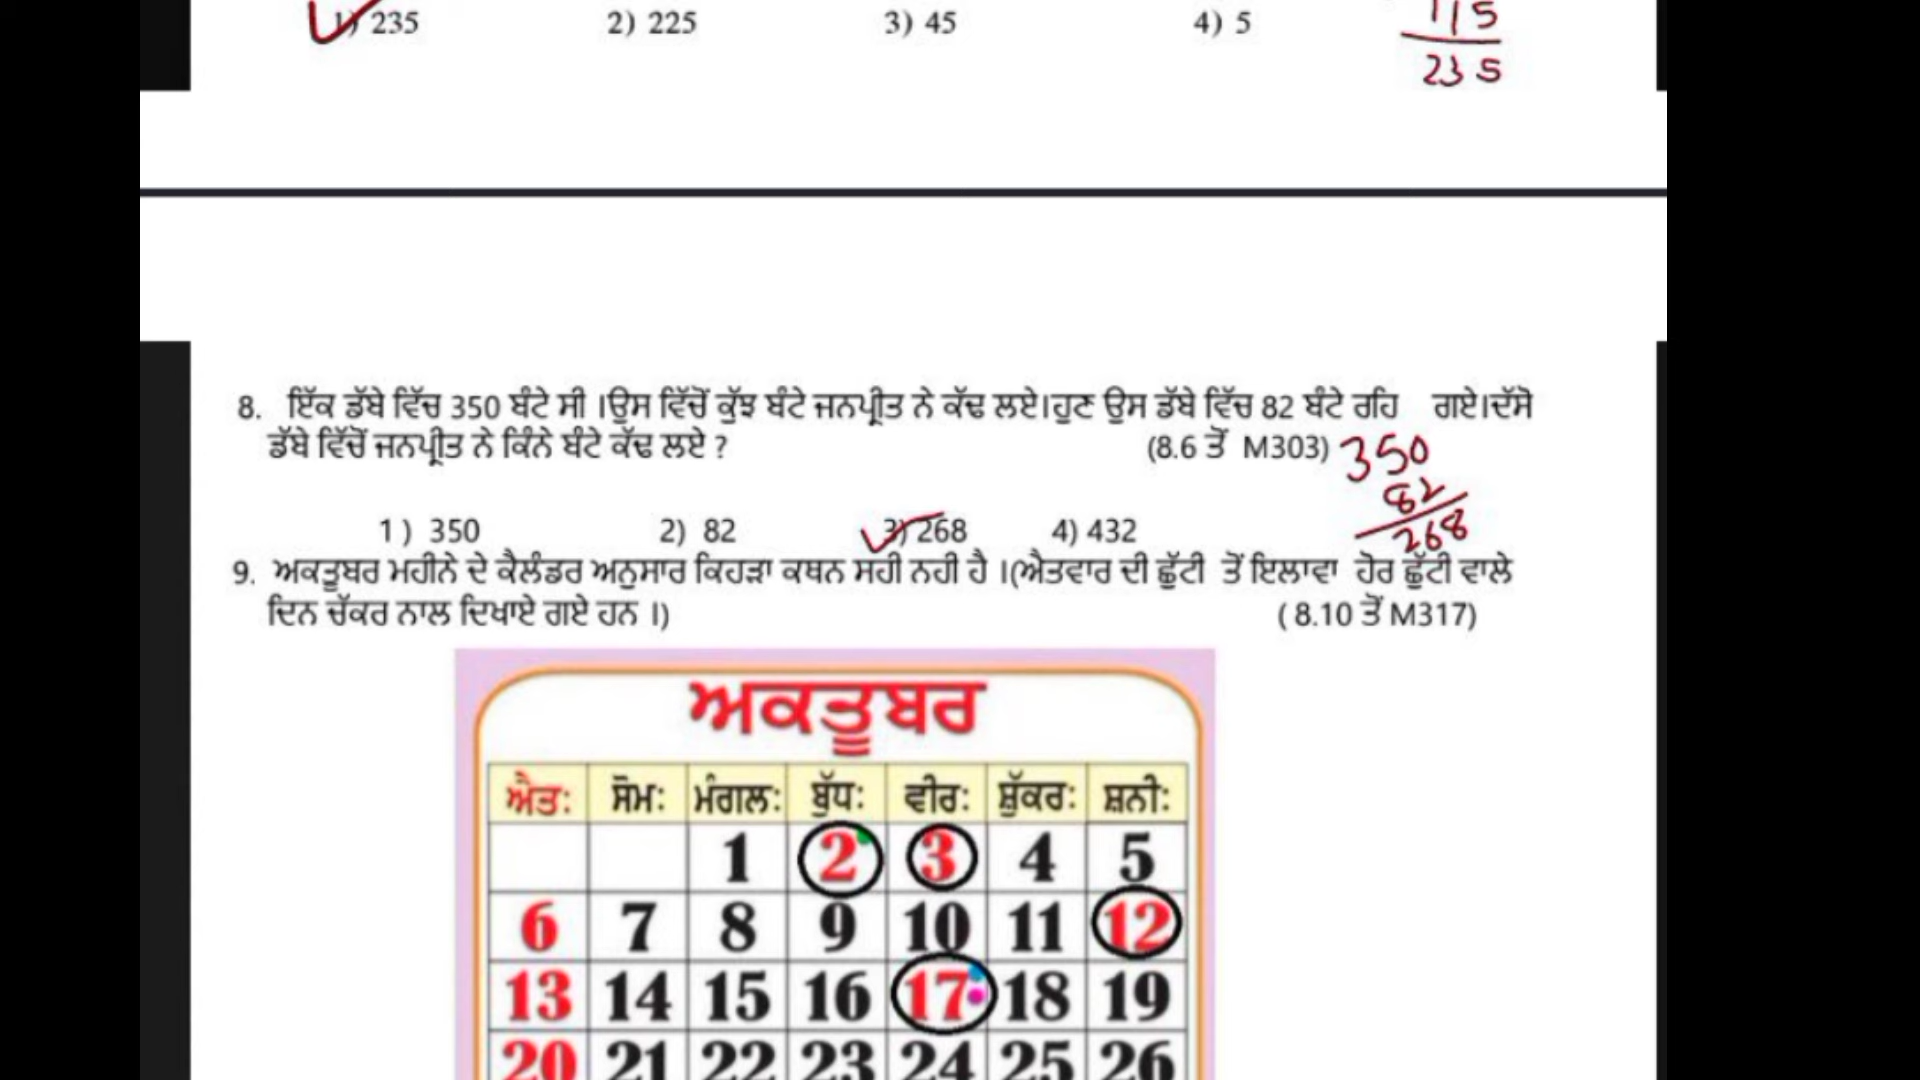 1) 235 2) 225 3) 45 4) 5
115
235
8. ਇੱਕ ਡੱਬੇ ਵਿੱਚ 350 ਬੰਟੇ ਸੀ ।ਉਸ ਵਿੱਚੋਂ ਕੁੱਝ ਬੰਟੇ ਜਨਪ੍ਰੀਤ ਨੇ ਕੱਢ ਲਏ।ਹੁਣ ਉਸ ਡੱਬੇ ਵਿੱਚ 82 ਬੰਟੇ ਰਹਿ ਗਏ।ਦੱਸੋ
ਡੱਬੇ ਵਿੱਚੋਂ ਜਨਪ੍ਰੀਤ ਨੇ ਕਿੰਨੇ ਬੰਟੇ ਕੱਢ ਲਏ ? (8.6 ਤੋਂ M303)
350
82
268
1 ) 350 2) 82 3) 268 4) 432
9. ਅਕਤੂਬਰ ਮਹੀਨੇ ਦੇ ਕੈਲੰਡਰ ਅਨੁਸਾਰ ਕਿਹੜਾ ਕਥਨ ਸਹੀ ਨਹੀ ਹੈ ।(ਐਤਵਾਰ ਦੀ ਛੁੱਟੀ ਤੋਂ ਇਲਾਵਾ ਹੋਰ ਛੁੱਟੀ ਵਾਲੇ
ਦਿਨ ਚੱਕਰ ਨਾਲ ਦਿਖਾਏ ਗਏ ਹਨ ।) ( 8.10 ਤੋਂ M317)
ਅਕਤੂਬਰ
ਐਤ: ਸੋਮ: ਮੰਗਲ: ਬੁੱਧ: ਵੀਰ: ਸ਼ੁੱਕਰ: ਸ਼ਨੀ:
1 2 3 4 5
6 7 8 9 10 11 12
13 14 15 16 17 18 19
20 21 22 23 24 25 26